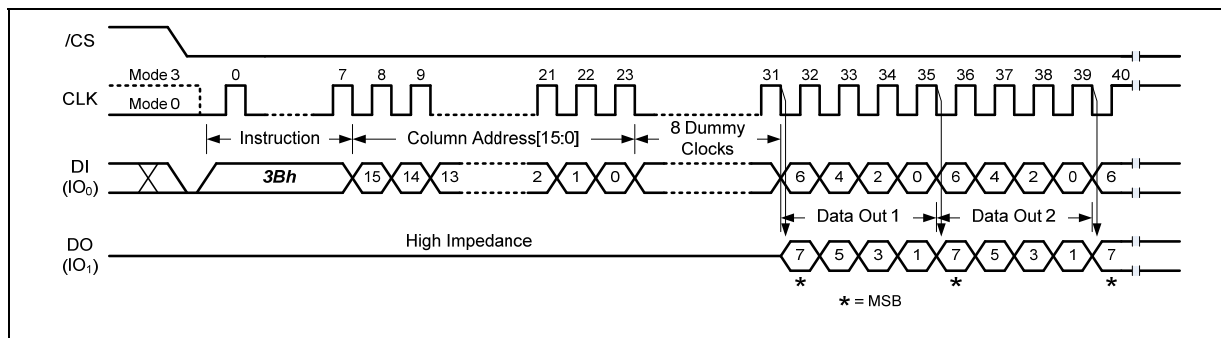 /CS
Mode 3
0 7 8 9 21 22 23 31 32 33 34 35 36 37 38 39 40
CLK
Mode 0
Instruction
Column Address[15:0]
8 Dummy
Clocks
DI
(IO0)
3Bh
15 14 13 2 1 0 6 4 2 0 6 4 2 0 6
Data Out 1
Data Out 2
High Impedance
DO
(IO1)
7 5 3 1 7 5 3 1 7
* * *
* = MSB